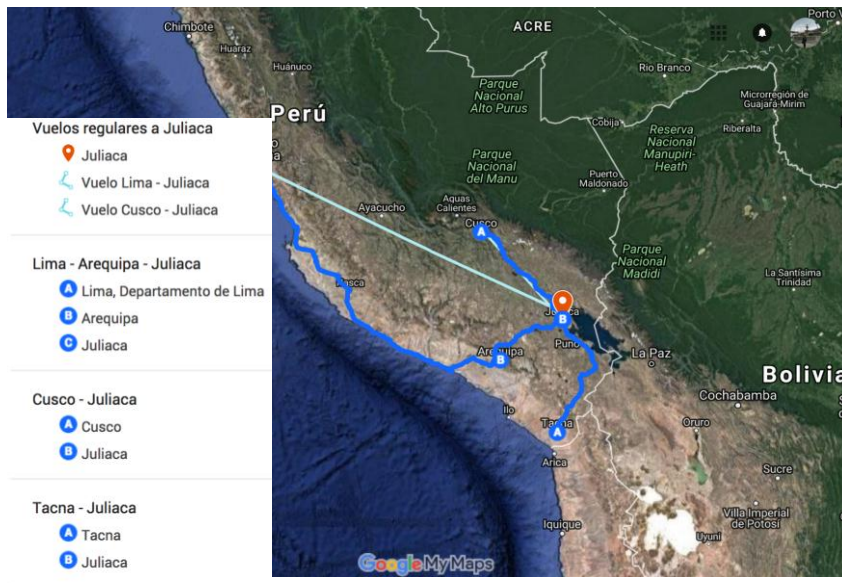 Vuelos regulares a Juliaca
Juliaca
Vuelo Lima - Juliaca
Vuelo Cusco - Juliaca
Lima - Arequipa - Juliaca
A Lima, Departamento de Lima
B Arequipa
C Juliaca
Cusco - Juliaca
A Cusco
B Juliaca
Tacna - Juliaca
A Tacna
B Juliaca
Chimbote
Huaraz
Huánuco
Perú
ACRE
Porto V
Rio Branco
Parque
Nacional
Alto Purus
Cobija
Microrregión de
Guajará-Mirim
Riberalta
Reserva
Nacional
Manupiri-
Heath
Parque
Nacional
del Manu
Puerto
Maldonado
Ayacucho
Aguas
Calientes
Cusco
A
Parque
Nacional
Madidi
La Santísima
Trinidad
B
Puno
Arequipa
B
La Paz
Bolivia
Cochabamba
Ilo
Tacna
A
Oruro
Arica
Sucre
Villa Imperial
de Potosí
Iquique
Uyuni
Google My Maps